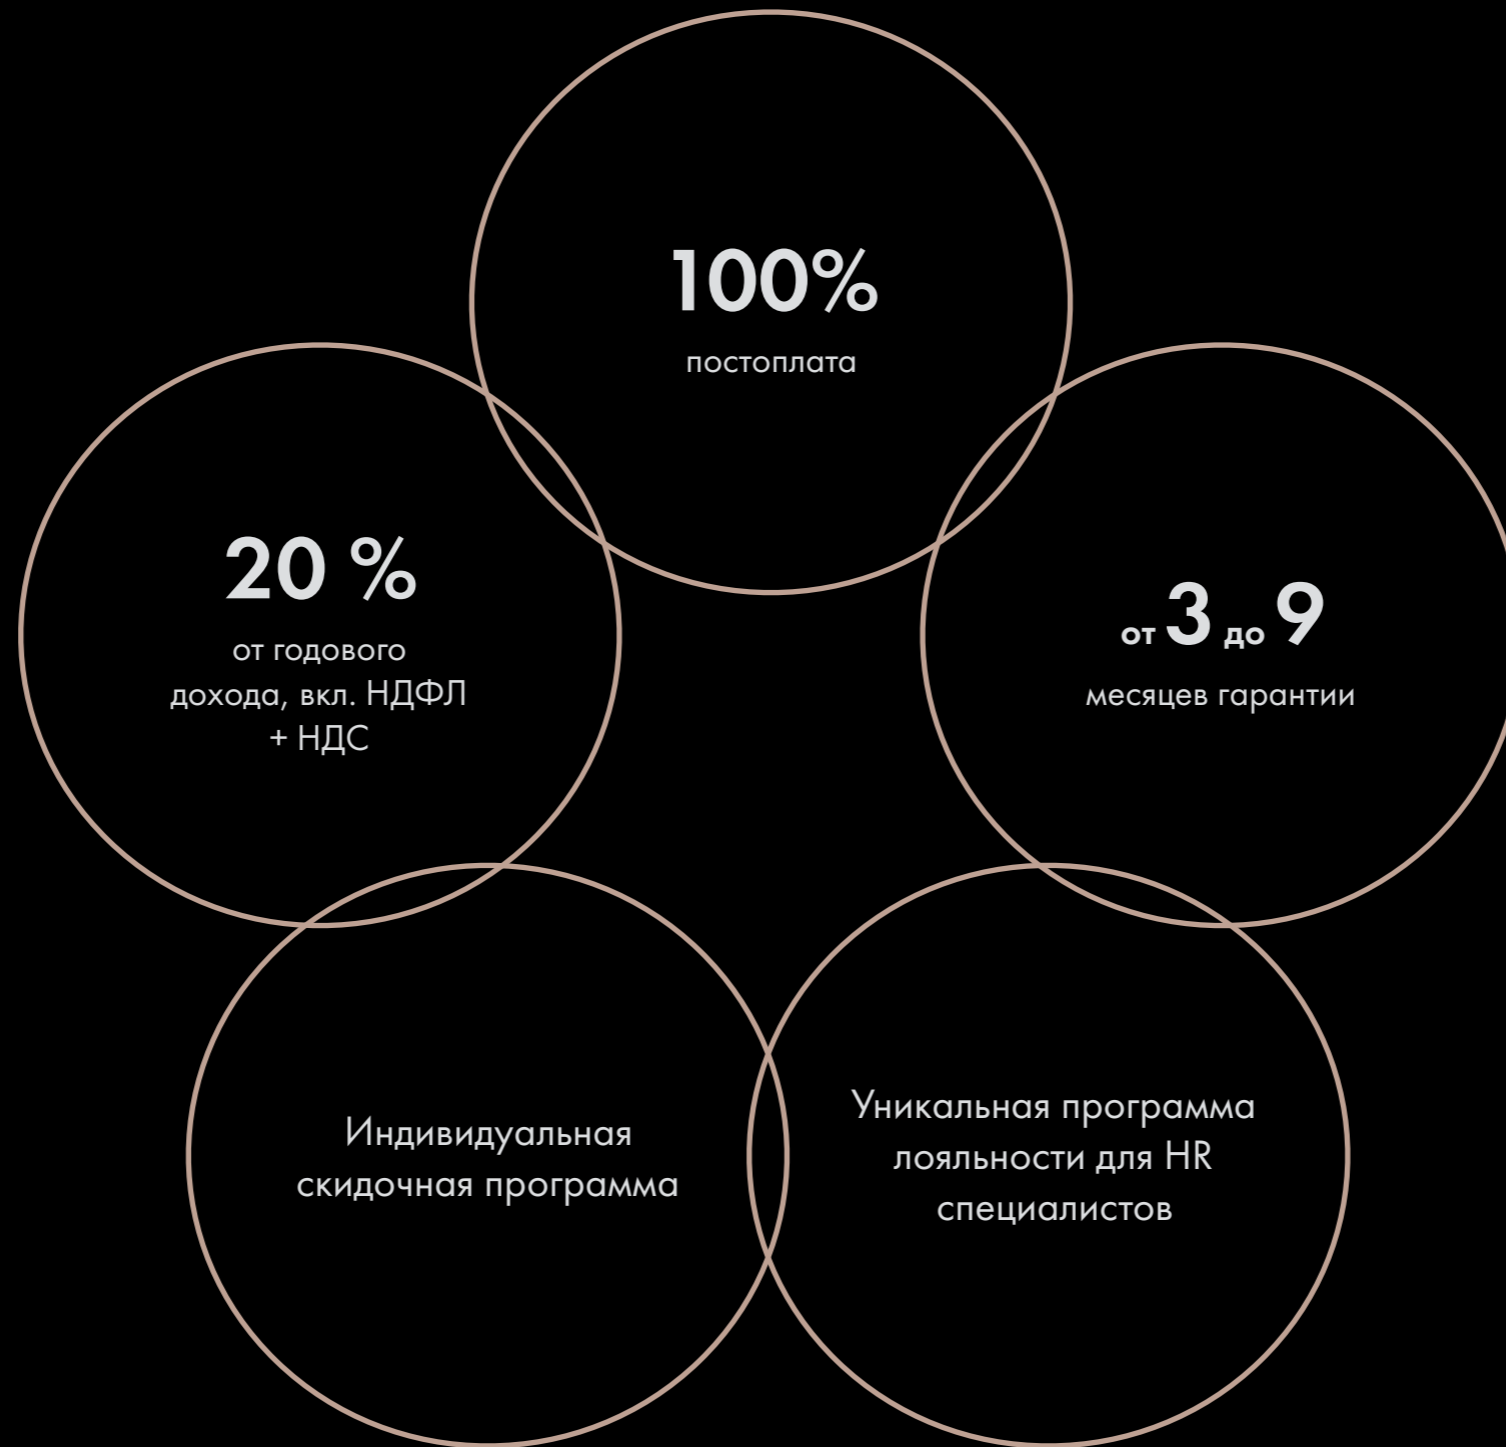 100%
постоплата
20 %
от годового
дохода, вкл. НДФЛ
+ НДС
от 3 до 9
месяцев гарантии
Индивидуальная
скидочная программа
Уникальная программа
лояльности для HR
специалистов